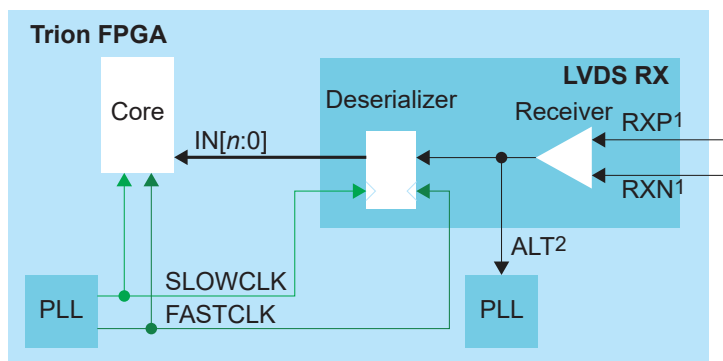 Trion FPGA
LVDS RX
Deserializer
Receiver
Core
RXP1
IN[n:0]
RXN1
ALT2
SLOWCLK
PLL
FASTCLK
PLL